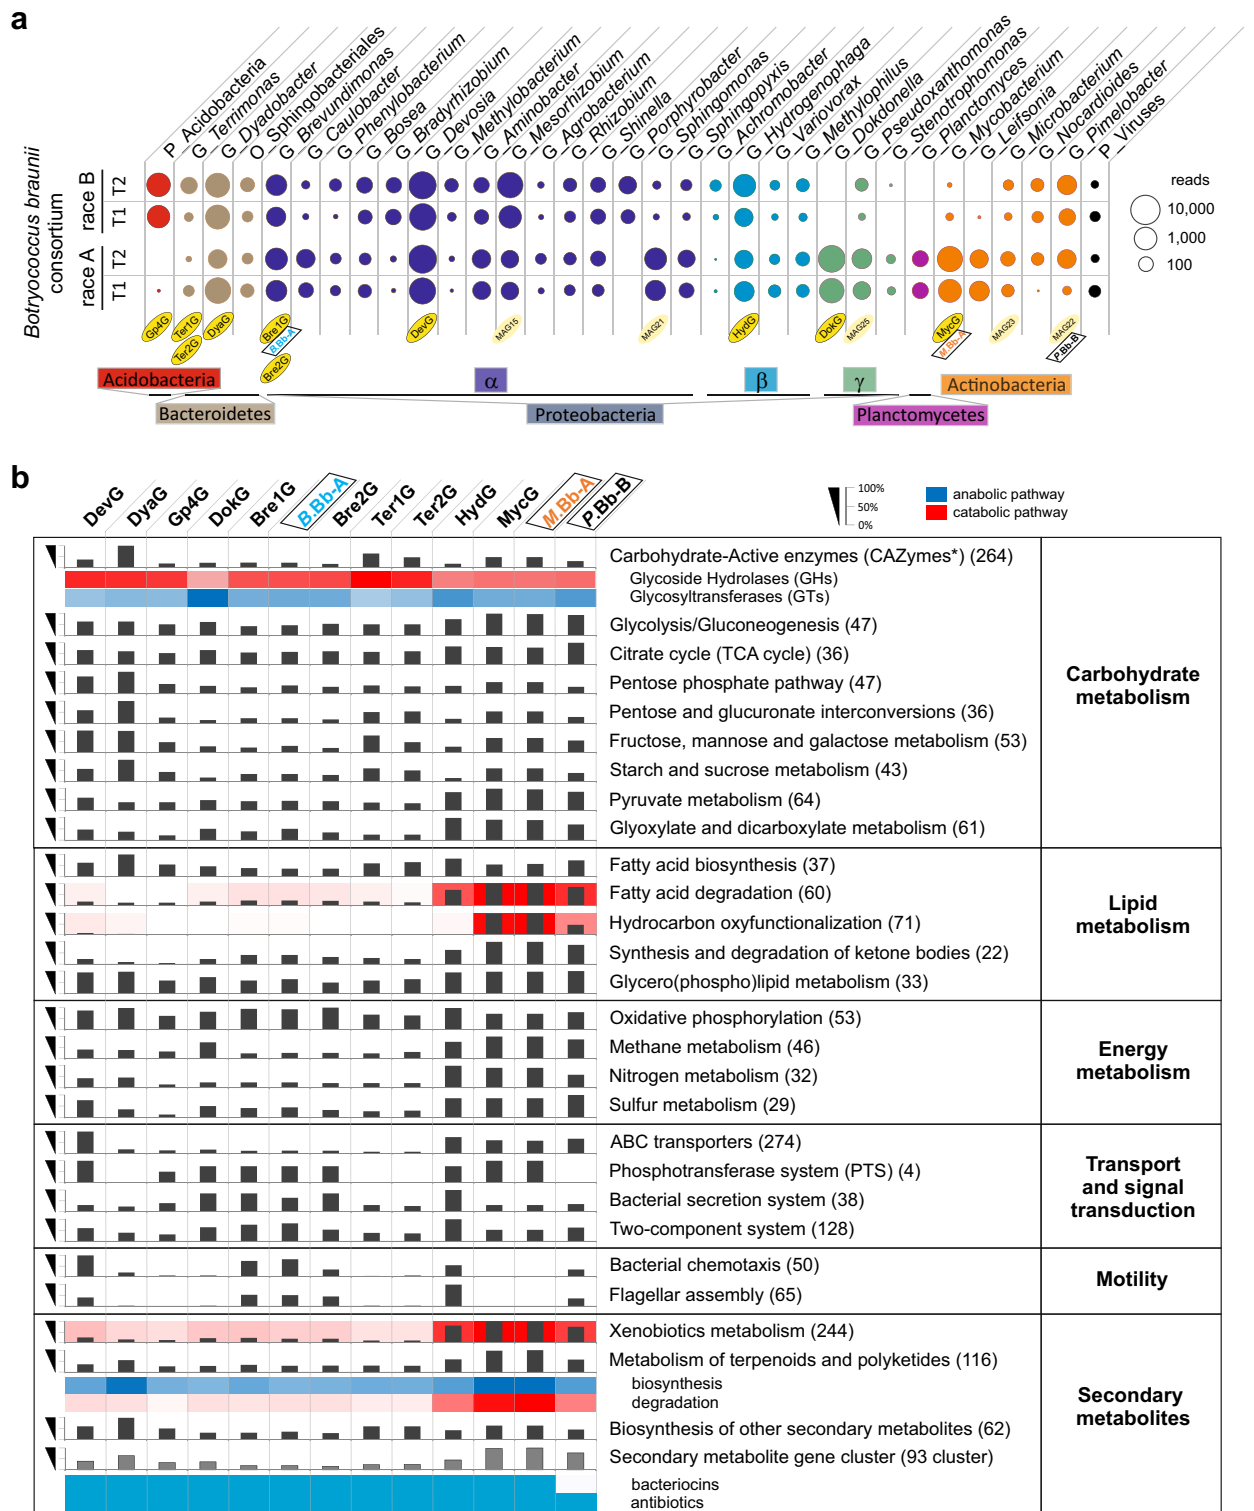 a
P_Acidobacteria
G_Terrimonas
G_Dyadobacter
O_Sphingobacteriales
G_Brevundimonas
G_Caulobacter
G_Phenylobacterium
G_Bosea
G_Bradyrhizobium
G_Devosia
G_Methylobacterium
G_Aminobacter
G_Mesorhizobium
G_Agrobacterium
G_Rhizobium
G_Shinella
G_Porphyrobacter
G_Sphingomonas
G_Sphingopyxis
G_Achromobacter
G_Hydrogenophaga
G_Variovorax
G_Methylophilus
G_Dokdonella
G_Pseudoxanthomonas
G_Stenotrophomonas
G_Planctomyces
G_Mycobacterium
G_Leifsonia
G_Microbacterium
G_Nocardioides
G_Pimelobacter
P_Viruses
Botryococcus braunii
consortium
race B
T2
T1
race A
T2
T1
reads
10,000
1,000
100
Gp4G
Ter1G
Ter2G
DyaG
Bre1G
B.Bb-A
Bre2G
DevG
MAG15
MAG21
HydG
DokG
MAG25
MycG
M.Bb-A
MAG23
MAG22
P.Bb-B
Acidobacteria
α
β
γ
Actinobacteria
Bacteroidetes
Proteobacteria
Planctomycetes
b
DevG
DyaG
Gp4G
DokG
Bre1G
B.Bb-A
Bre2G
Ter1G
Ter2G
HydG
MycG
M.Bb-A
P.Bb-B
100%
50%
0%
anabolic pathway
catabolic pathway
Carbohydrate-Active enzymes (CAZymes*) (264)
Glycoside Hydrolases (GHs)
Glycosyltransferases (GTs)
Glycolysis/Gluconeogenesis (47)
Citrate cycle (TCA cycle) (36)
Pentose phosphate pathway (47)
Pentose and glucuronate interconversions (36)
Fructose, mannose and galactose metabolism (53)
Starch and sucrose metabolism (43)
Pyruvate metabolism (64)
Glyoxylate and dicarboxylate metabolism (61)
Carbohydrate
metabolism
Fatty acid biosynthesis (37)
Fatty acid degradation (60)
Hydrocarbon oxyfunctionalization (71)
Synthesis and degradation of ketone bodies (22)
Glycero(phospho)lipid metabolism (33)
Lipid
metabolism
Oxidative phosphorylation (53)
Methane metabolism (46)
Nitrogen metabolism (32)
Sulfur metabolism (29)
Energy
metabolism
ABC transporters (274)
Phosphotransferase system (PTS) (4)
Bacterial secretion system (38)
Two-component system (128)
Transport
and signal
transduction
Bacterial chemotaxis (50)
Flagellar assembly (65)
Motility
Xenobiotics metabolism (244)
Metabolism of terpenoids and polyketides (116)
biosynthesis
degradation
Biosynthesis of other secondary metabolites (62)
Secondary metabolite gene cluster (93 cluster)
bacteriocins
antibiotics
Secondary
metabolites